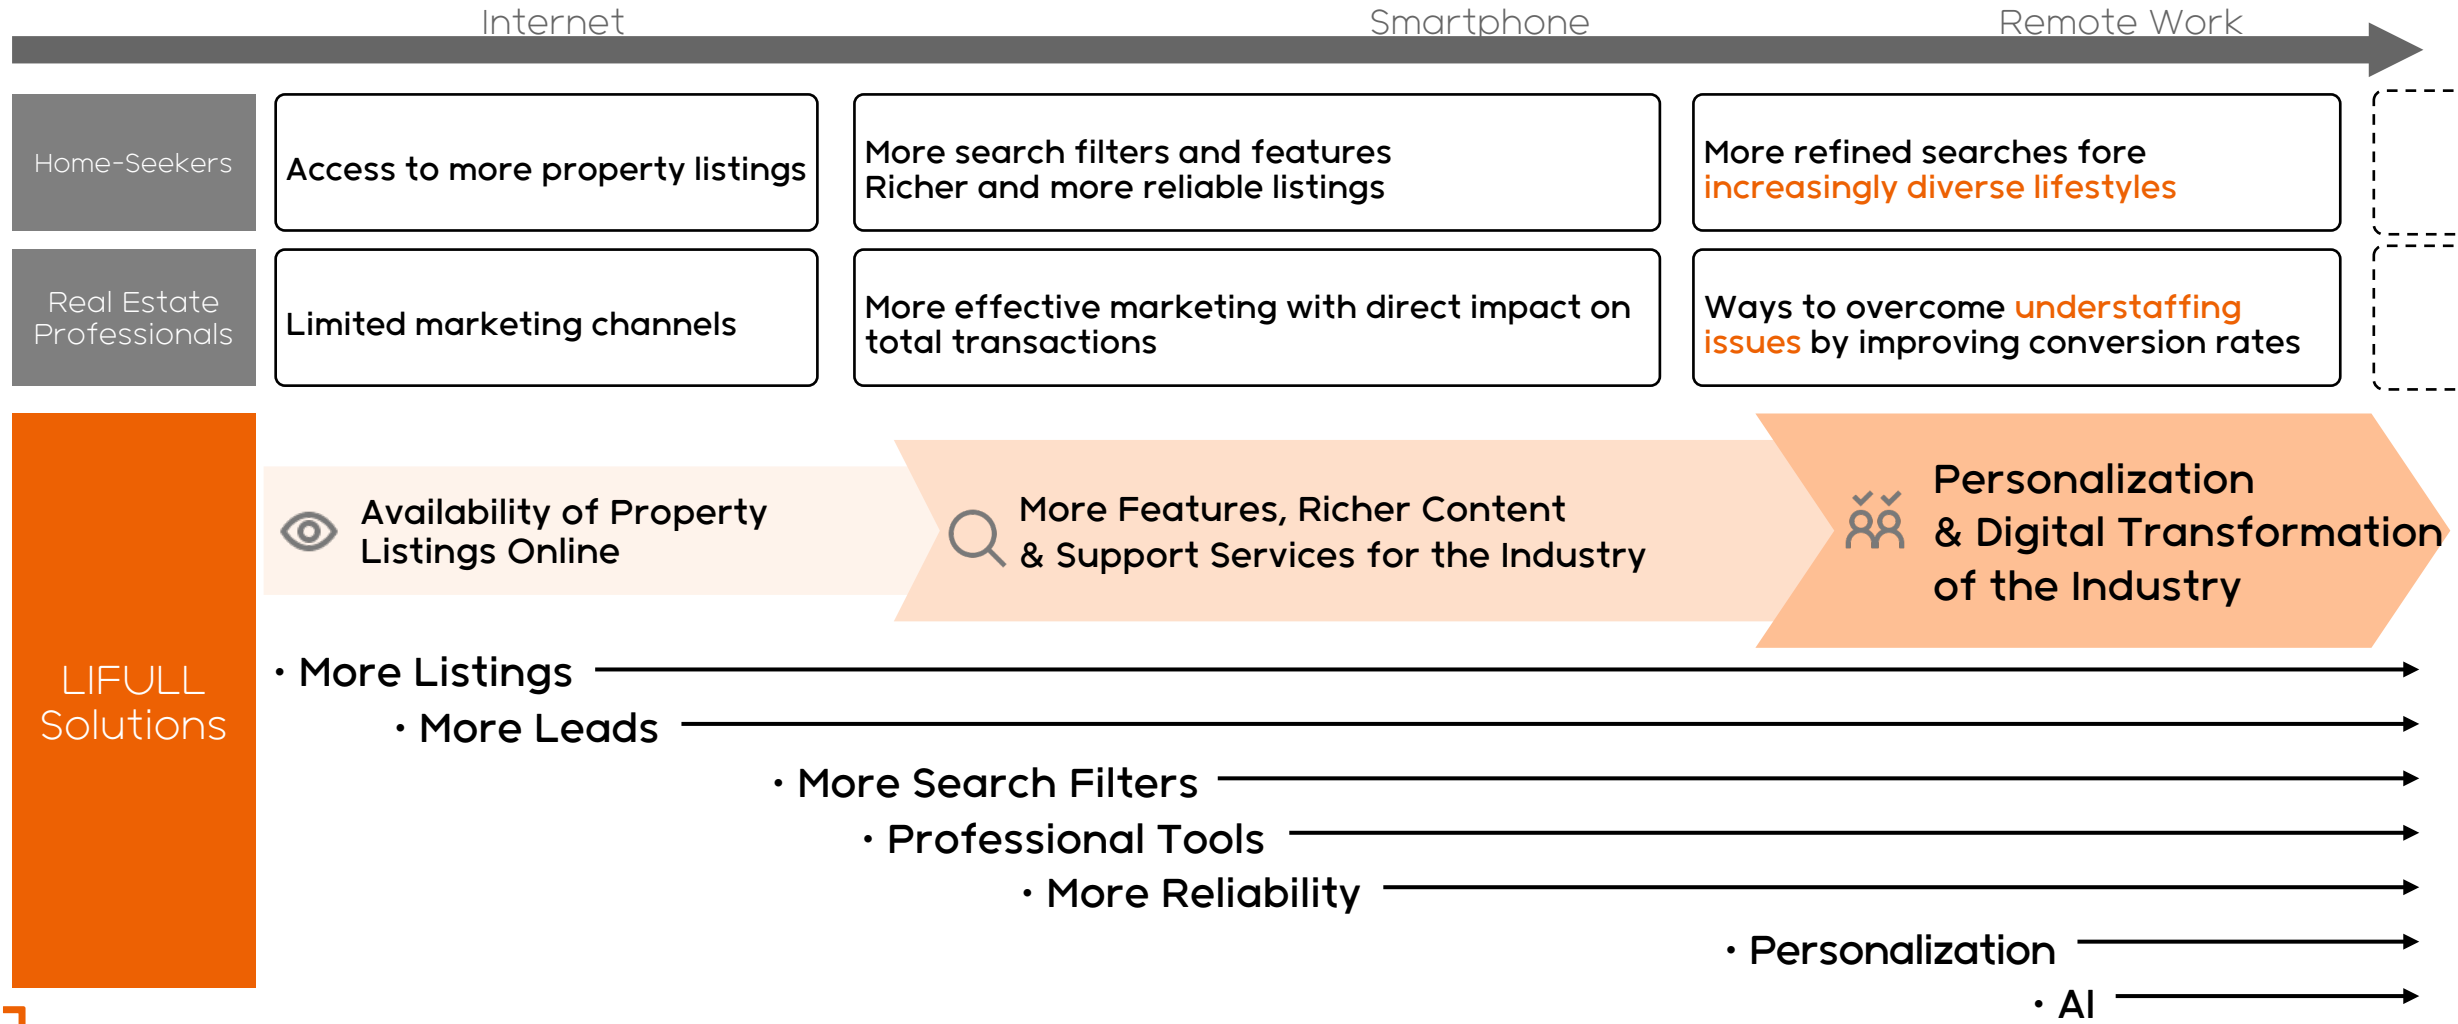 Internet
Smartphone
Remote Work
Home-Seekers
Access to more property listings
More search filters and features
Richer and more reliable listings
More refined searches fore
increasingly diverse lifestyles
Real Estate
Professionals
Limited marketing channels
More effective marketing with direct impact on
total transactions
Ways to overcome understaffing
issues by improving conversion rates
LIFULL
Solutions
Availability of Property
Listings Online
More Features, Richer Content
& Support Services for the Industry
Personalization
& Digital Transformation
of the Industry
・More Listings
・More Leads
・More Search Filters
・Professional Tools
・More Reliability
・Personalization
・AI